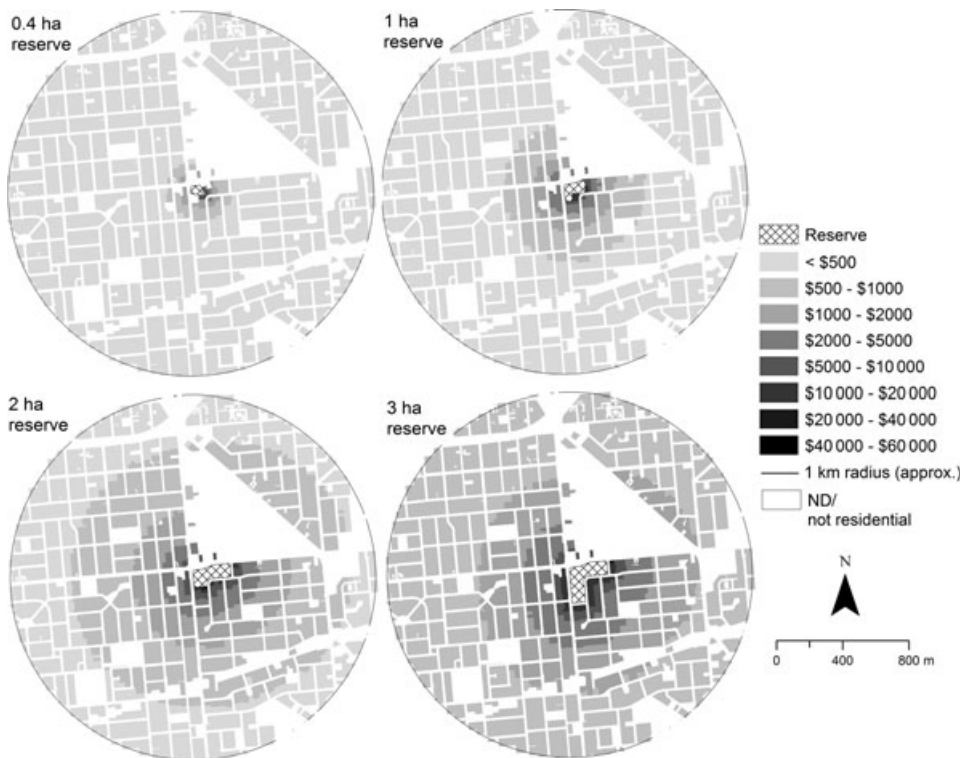 0.4 ha
reserve
1 ha
reserve
2 ha
reserve
3 ha
reserve
Reserve
< $500
$500 - $1000
$1000 - $2000
$2000 - $5000
$5000 - $10 000
$10 000 - $20 000
$20 000 - $40 000
$40 000 - $60 000
1 km radius (approx.)
ND/
not residential
N
0 400 800 m